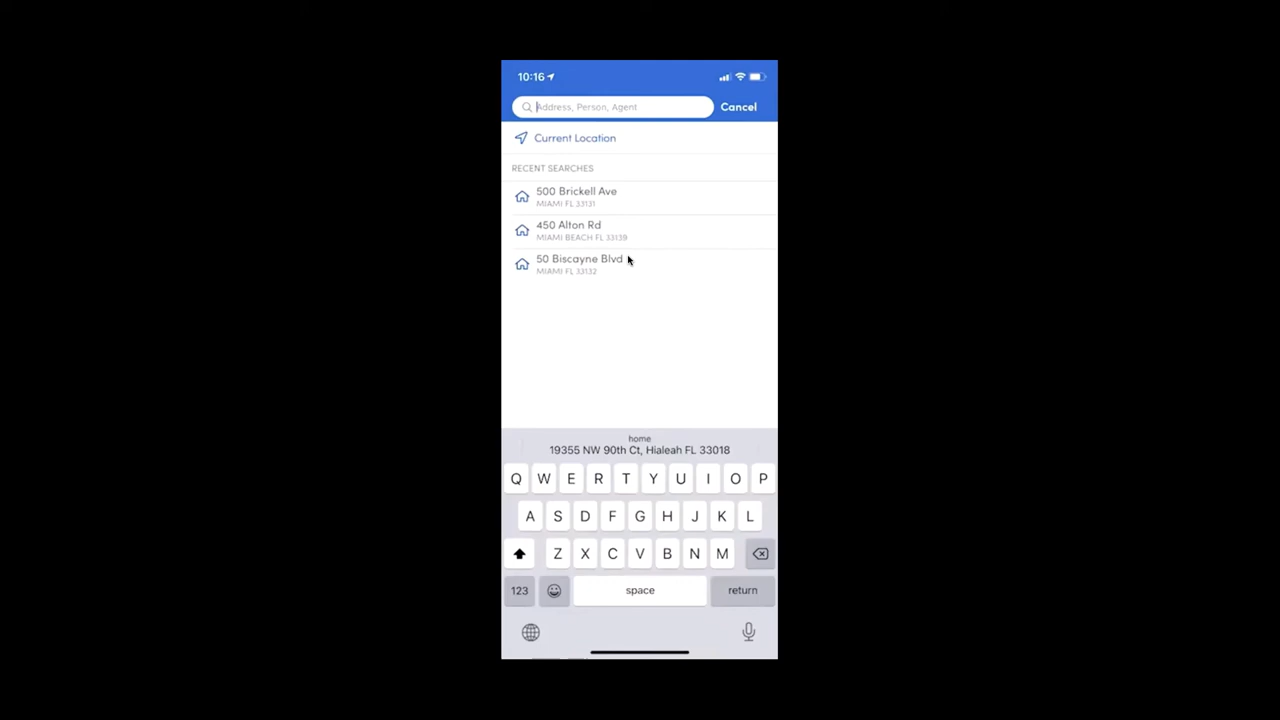 10:16
Address, Person, Agent
Cancel
Current Location
RECENT SEARCHES
500 Brickell Ave
MIAMI FL 33131
450 Alton Rd
MIAMI BEACH FL 33139
50 Biscayne Blvd
MIAMI FL 33132
home
19355 NW 90th Ct, Hialeah FL 33018
Q W E R T Y U I O P
A S D F G H J K L
Z X C V B N M
123 space return